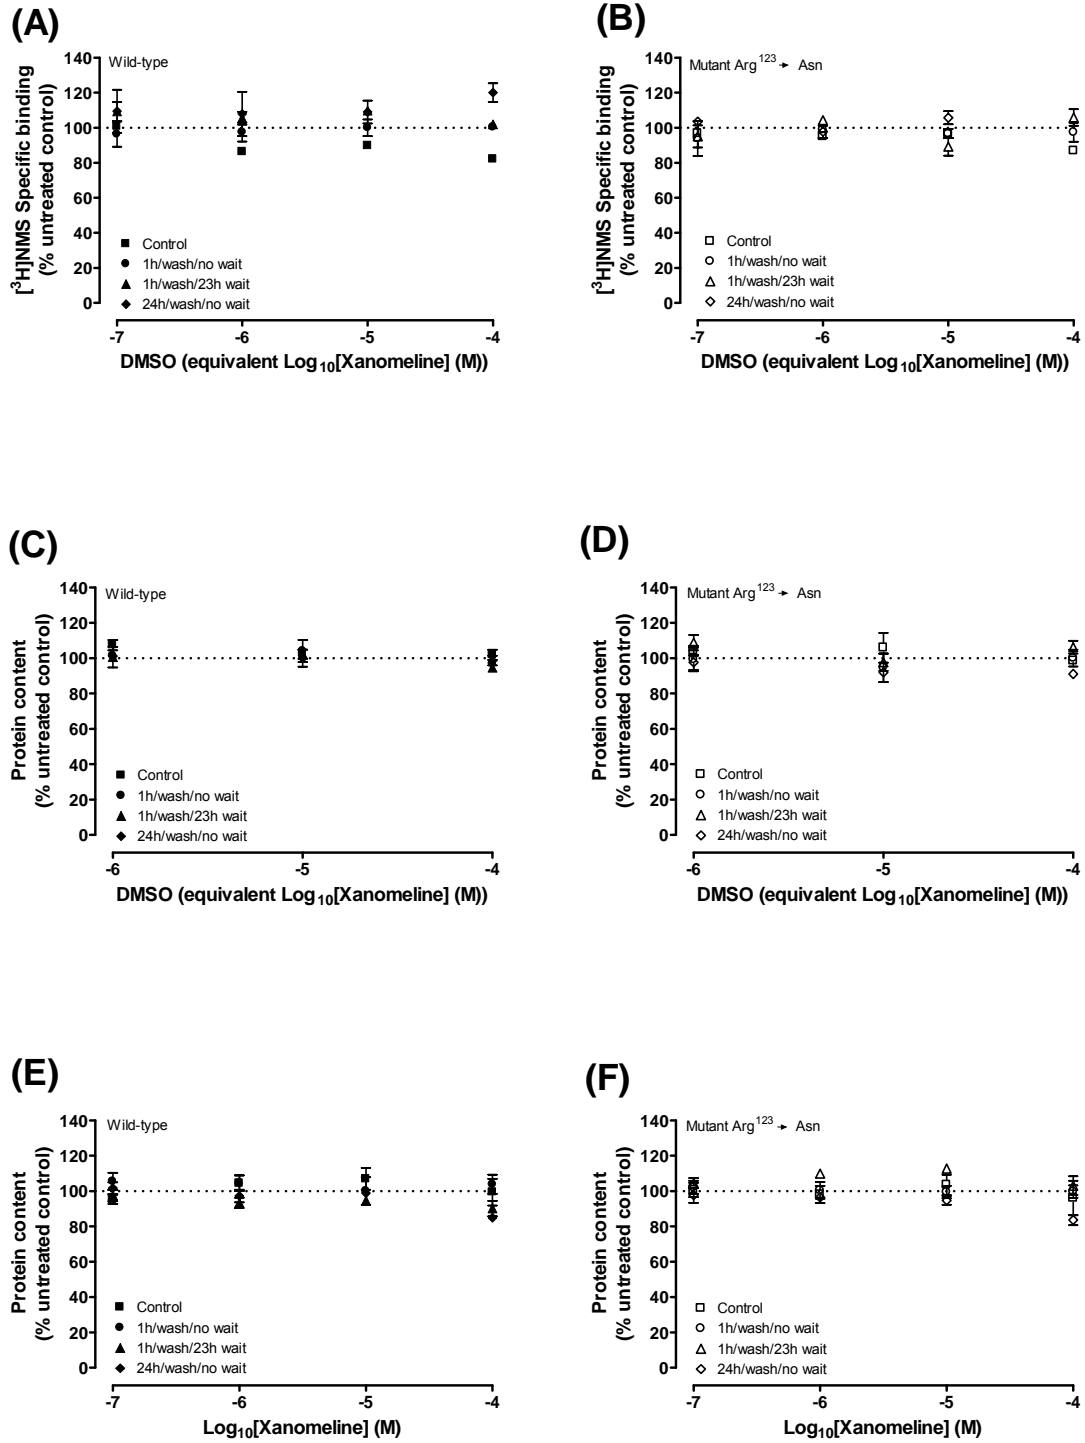 (A)
Wild-type
[³H]NMS Specific binding
(% untreated control)
140
120
100
80
60
40
20
0
Control
1h/wash/no wait
1h/wash/23h wait
24h/wash/no wait
-7
-6
-5
-4
DMSO (equivalent Log₁₀[Xanomeline] (M))
(B)
Mutant Arg¹²³ → Asn
[³H]NMS Specific binding
(% untreated control)
140
120
100
80
60
40
20
0
Control
1h/wash/no wait
1h/wash/23h wait
24h/wash/no wait
-7
-6
-5
-4
DMSO (equivalent Log₁₀[Xanomeline] (M))
(C)
Wild-type
Protein content
(% untreated control)
140
120
100
80
60
40
20
0
Control
1h/wash/no wait
1h/wash/23h wait
24h/wash/no wait
-6
-5
-4
DMSO (equivalent Log₁₀[Xanomeline] (M))
(D)
Mutant Arg¹²³ → Asn
Protein content
(% untreated control)
140
120
100
80
60
40
20
0
Control
1h/wash/no wait
1h/wash/23h wait
24h/wash/no wait
-6
-5
-4
DMSO (equivalent Log₁₀[Xanomeline] (M))
(E)
Wild-type
Protein content
(% untreated control)
140
120
100
80
60
40
20
0
Control
1h/wash/no wait
1h/wash/23h wait
24h/wash/no wait
-7
-6
-5
-4
Log₁₀[Xanomeline] (M)
(F)
Mutant Arg¹²³ → Asn
Protein content
(% untreated control)
140
120
100
80
60
40
20
0
Control
1h/wash/no wait
1h/wash/23h wait
24h/wash/no wait
-7
-6
-5
-4
Log₁₀[Xanomeline] (M)